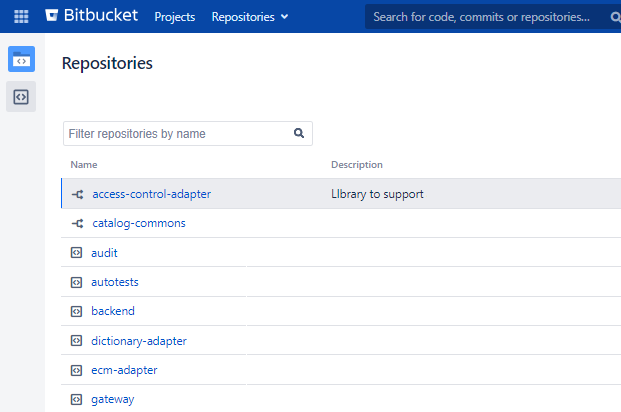 Bitbucket Projects Repositories Search for code, commits or repositories...
Repositories
Filter repositories by name
Name Description
access-control-adapter LIbrary to support
catalog-commons
audit
autotests
backend
dictionary-adapter
ecm-adapter
gateway